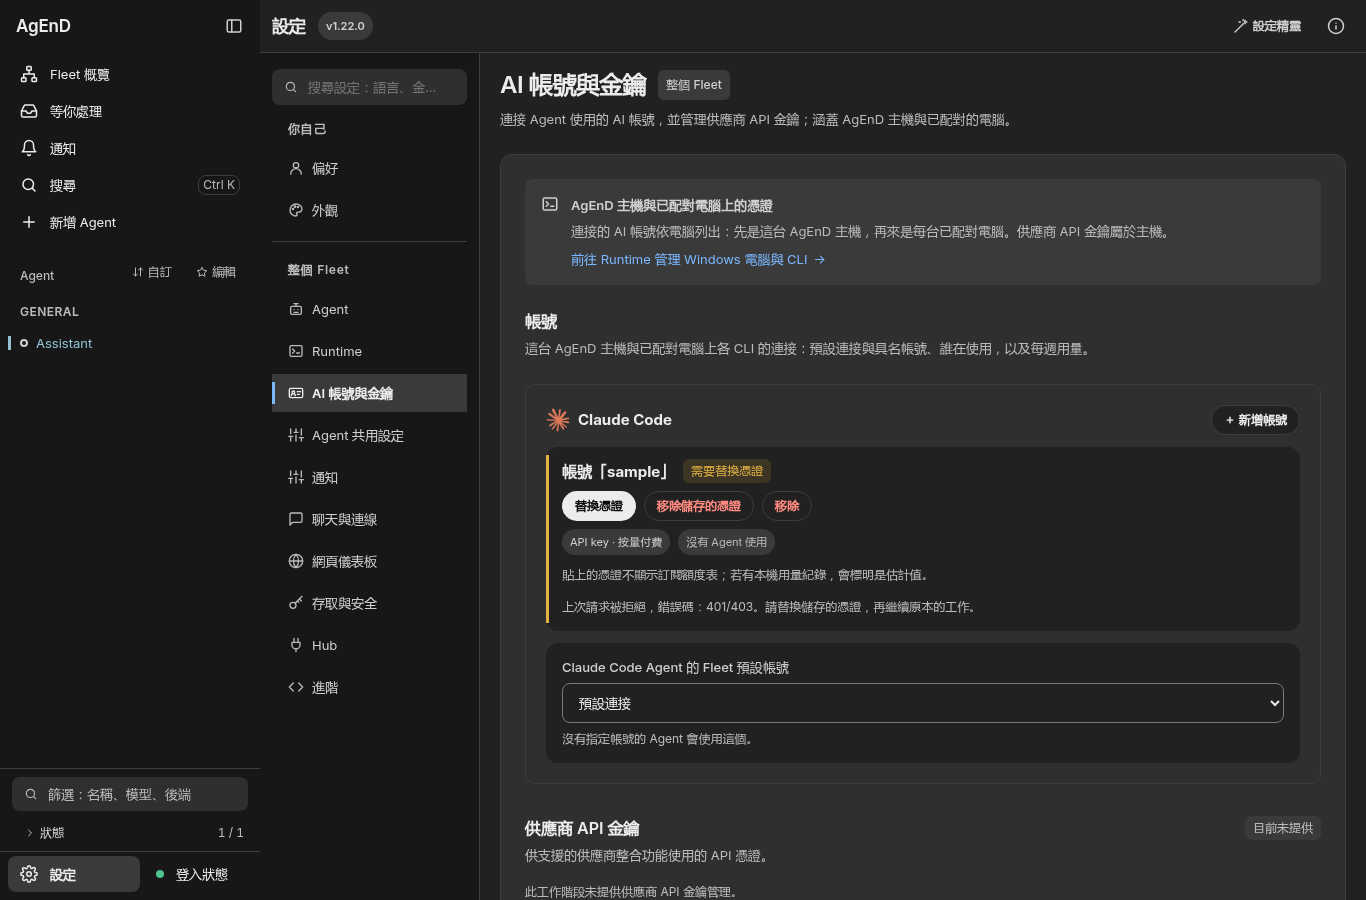 AgEnD
Fleet 概覽
等你處理
通知
搜尋
Ctrl K
新增 Agent
Agent
自訂
編輯
GENERAL
Assistant
篩選：名稱、模型、後端
狀態
1 / 1
設定
登入狀態
設定
v1.22.0
設定精靈
搜尋設定：語言、金...
你自己
偏好
外觀
整個 Fleet
Agent
Runtime
AI 帳號與金鑰
Agent 共用設定
通知
聊天與連線
網頁儀表板
存取與安全
Hub
進階
AI 帳號與金鑰
整個 Fleet
連接 Agent 使用的 AI 帳號，並管理供應商 API 金鑰；涵蓋 AgEnD 主機與已配對的電腦。
AgEnD 主機與已配對電腦上的憑證
連接的 AI 帳號依電腦列出：先是這台 AgEnD 主機，再來是每台已配對電腦。供應商 API 金鑰屬於主機。
前往 Runtime 管理 Windows 電腦與 CLI →
帳號
這台 AgEnD 主機與已配對電腦上各 CLI 的連接：預設連接與具名帳號、誰在使用，以及每週用量。
Claude Code
+ 新增帳號
帳號「sample」
需要替換憑證
替換憑證
移除儲存的憑證
移除
API key · 按量付費
沒有 Agent 使用
貼上的憑證不顯示訂閱額度表；若有本機用量紀錄，會標明是估計值。
上次請求被拒絕，錯誤碼：401/403。請替換儲存的憑證，再繼續原本的工作。
Claude Code Agent 的 Fleet 預設帳號
預設連接
沒有指定帳號的 Agent 會使用這個。
供應商 API 金鑰
目前未提供
供支援的供應商整合功能使用的 API 憑證。
此工作階段未提供供應商 API 金鑰管理。